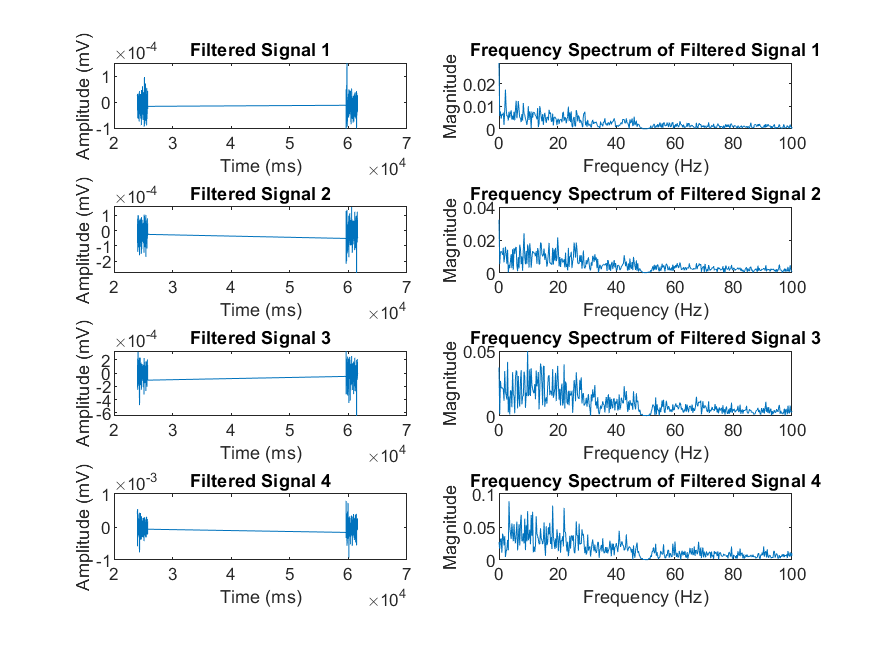 Filtered Signal 1
×10-4
Amplitude (mV)
1
0
-1
2 3 4 5 6 7
Time (ms)
×104
Frequency Spectrum of Filtered Signal 1
Magnitude
0.02
0.01
0
0 20 40 60 80 100
Frequency (Hz)
Filtered Signal 2
×10-4
Amplitude (mV)
1
0
-1
-2
2 3 4 5 6 7
Time (ms)
×104
Frequency Spectrum of Filtered Signal 2
Magnitude
0.04
0.02
0
0 20 40 60 80 100
Frequency (Hz)
Filtered Signal 3
×10-4
Amplitude (mV)
2
0
-2
-4
-6
2 3 4 5 6 7
Time (ms)
×104
Frequency Spectrum of Filtered Signal 3
Magnitude
0.05
0
0 20 40 60 80 100
Frequency (Hz)
Filtered Signal 4
×10-3
Amplitude (mV)
1
0
-1
2 3 4 5 6 7
Time (ms)
×104
Frequency Spectrum of Filtered Signal 4
Magnitude
0.1
0.05
0
0 20 40 60 80 100
Frequency (Hz)